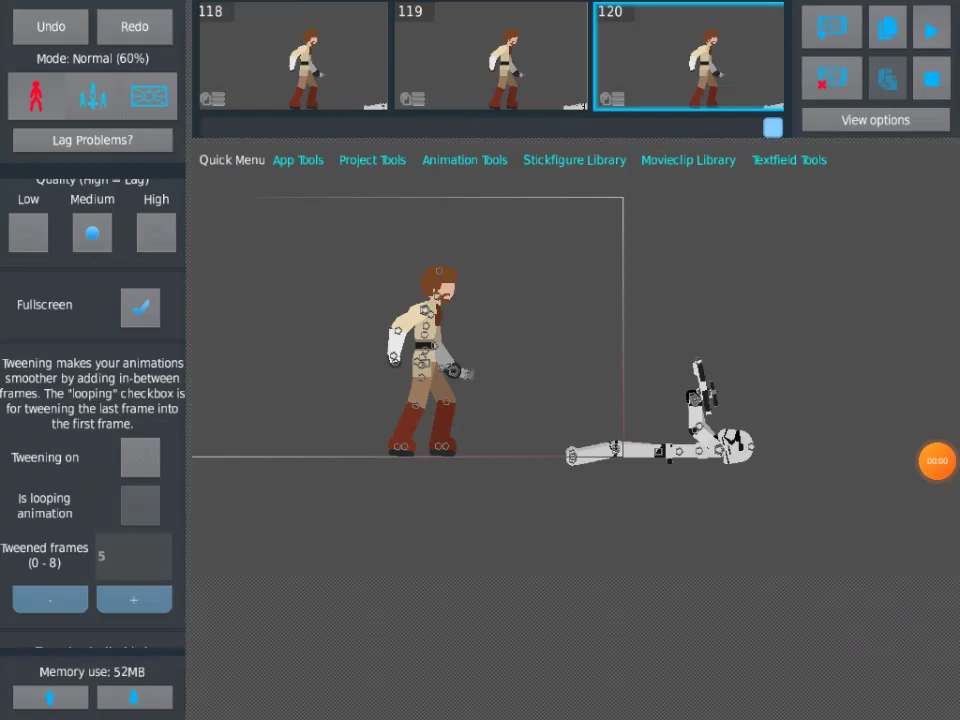 Undo
Redo
Mode: Normal (60%)
Lag Problems?
118
119
120
View options
Quick Menu
App Tools
Project Tools
Animation Tools
Stickfigure Library
Movieclip Library
Textfield Tools
Quality (High = Lag)
Low
Medium
High
Fullscreen
Tweening makes your animations
smoother by adding in-between
frames. The "looping" checkbox is
for tweening the last frame into
the first frame.
Tweening on
Is looping
animation
Tweened frames
(0 - 8)
5
-
+
Memory use: 52MB
00:00